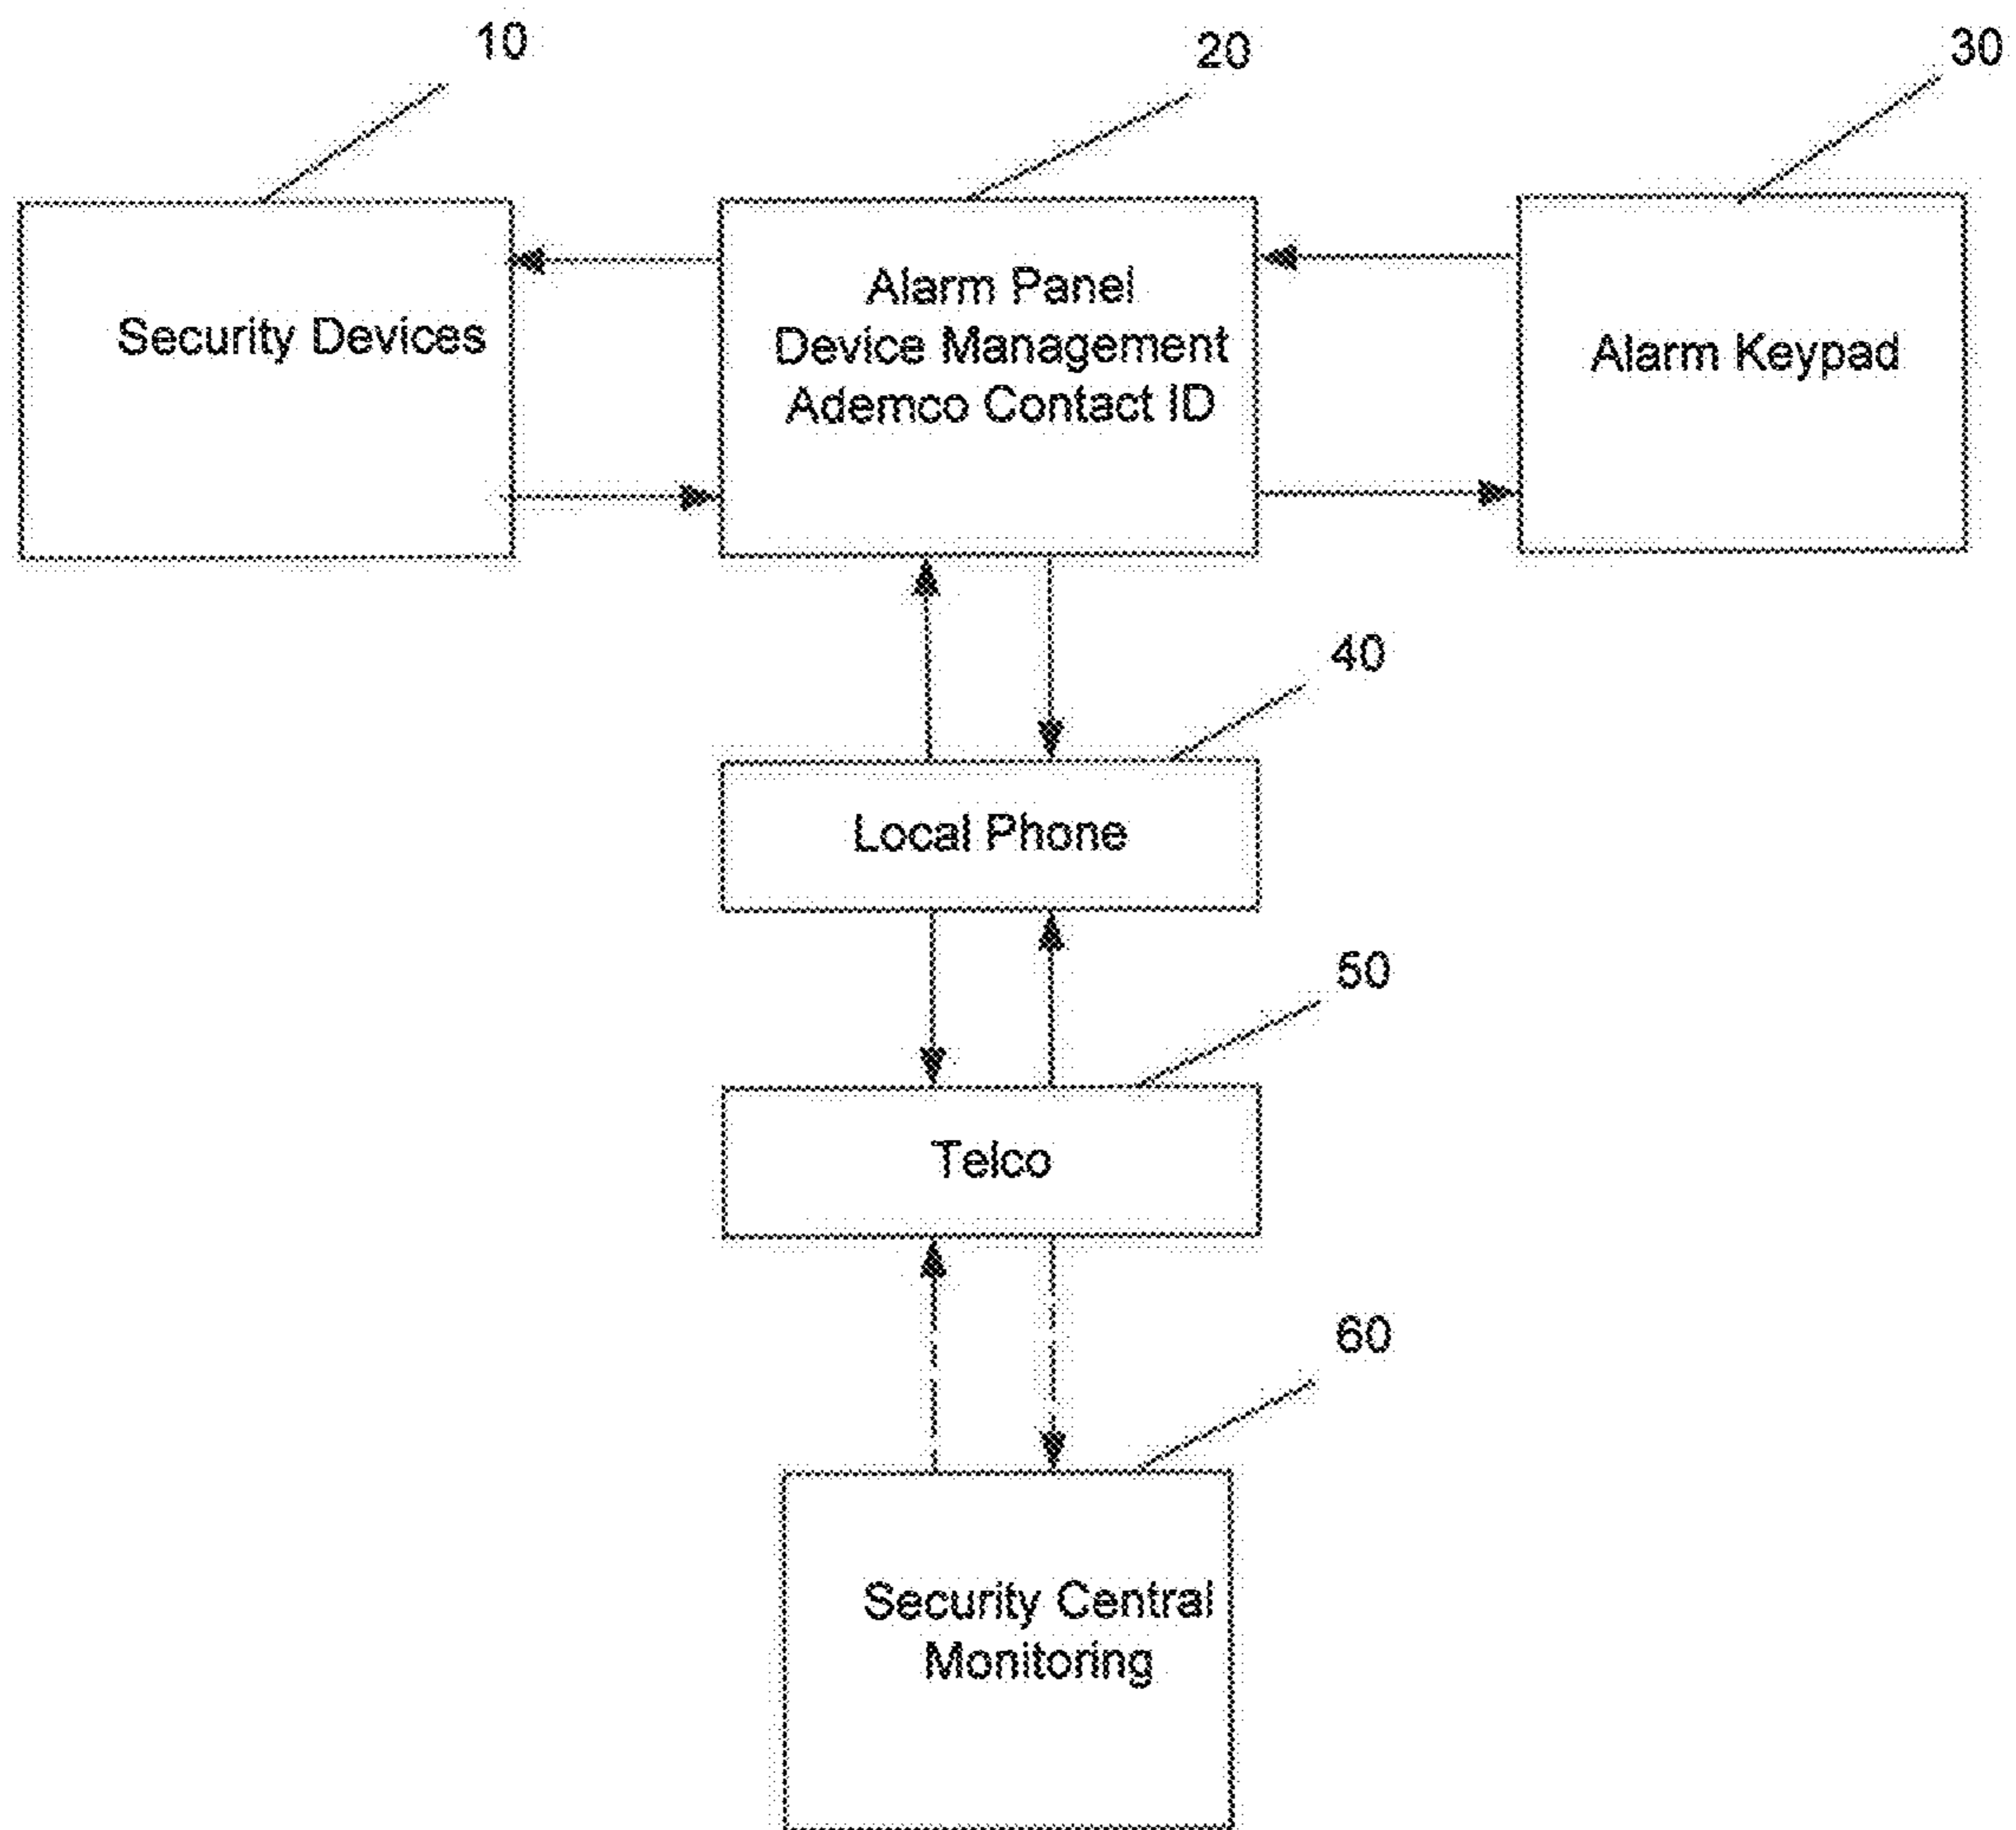 10
20
30
Security Devices
Alarm Panel
Device Management
Ademco Contact ID
Alarm Keypad
40
Local Phone
50
Telco
60
Security Central
Monitoring